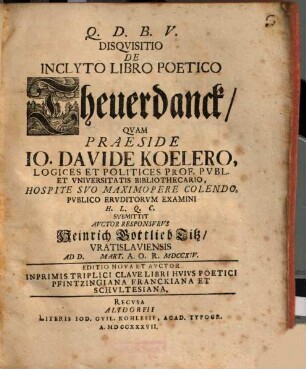 Q. D. B. V.
DISQVISITIO
DE
INCLYTO LIBRO POETICO
Theuerdanck/
QVAM
PRAESIDE
IO. DAVIDE KOELERO,
LOGICES ET POLITICES PROF. PVBL.
ET VNIVERSITATIS BIBLIOTHECARIO,
HOSPITE SVO MAXIMOPERE COLENDO,
PVBLICO ERVDITORVM EXAMINI
H. L. Q. C.
SVBMITTIT
AVCTOR RESPONSVRVS
Heinrich Gottlieb Titz/
VRATISLAVIENSIS
AD D. MART. A. O. R. MDCCXIV.
EDITIO NOVA ET AVCTIOR
INPRIMIS TRIPLICI CLAVE LIBRI HVIVS POETICI
PFINTZINGIANA FRANCKIANA ET
SCHVLTESIANA,
RECVSA
ALTDORFII
LITERIS IOD. GVIL. KOHLESII, ACAD. TYPOGR.
A. MDCCXXXVII.